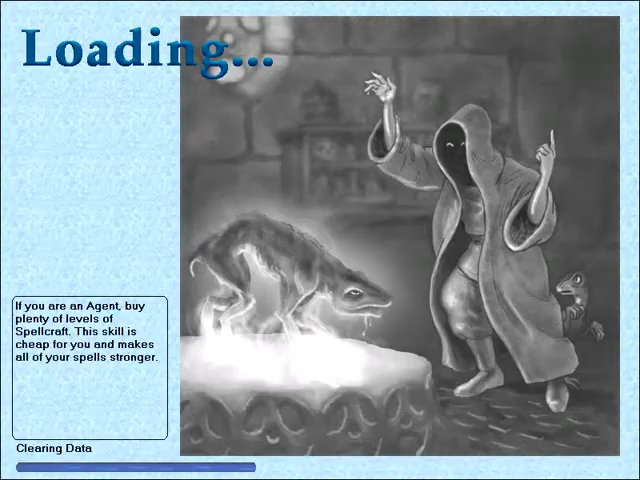 Loading...
If you are an Agent, buy
plenty of levels of
Spellcraft. This skill is
cheap for you and makes
all of your spells stronger.
Clearing Data